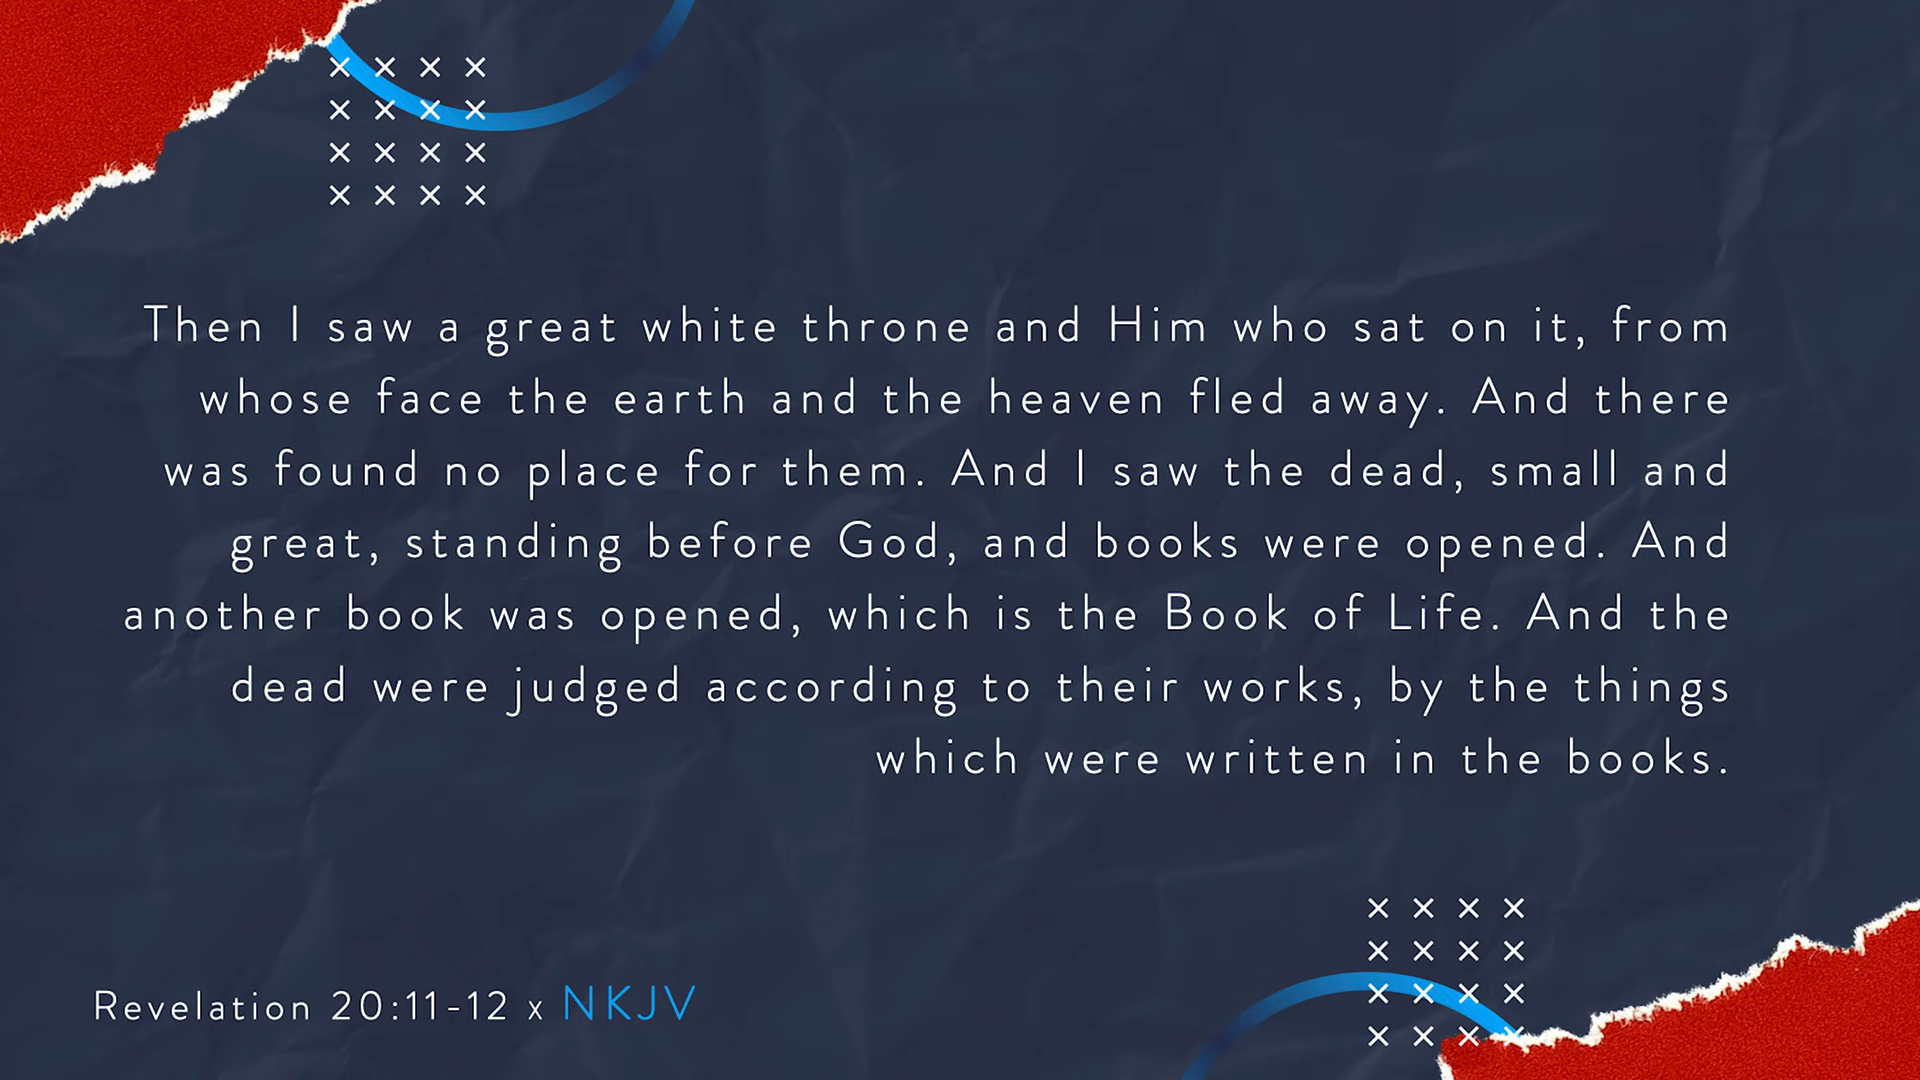 Then I saw a great white throne and Him who sat on it, from
whose face the earth and the heaven fled away. And there
was found no place for them. And I saw the dead, small and
great, standing before God, and books were opened. And
another book was opened, which is the Book of Life. And the
dead were judged according to their works, by the things
which were written in the books.
Revelation 20:11-12 x NKJV